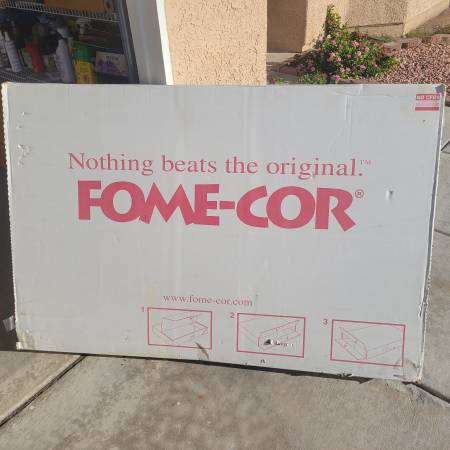 Nothing beats the original.™
FOME-COR®
www.fome-cor.com
1
2
3